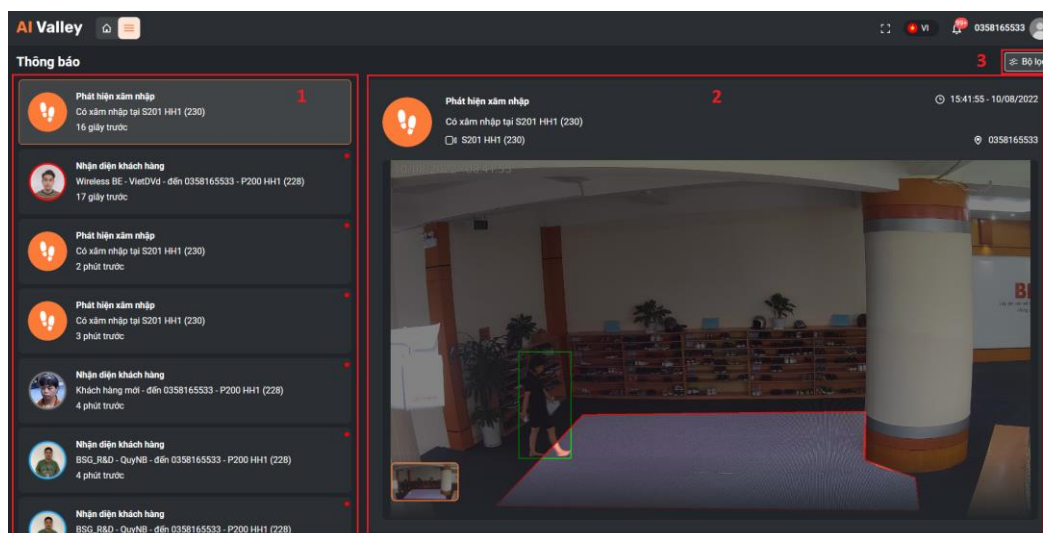 AI Valley
VI
99+
0358165533
Thông báo
3
Bộ lọc
1
Phát hiện xâm nhập
Có xâm nhập tại S201 HH1 (230)
16 giây trước
Nhận diện khách hàng
Wireless BE - VietDVd - đến 0358165533 - P200 HH1 (228)
17 giây trước
Phát hiện xâm nhập
Có xâm nhập tại S201 HH1 (230)
2 phút trước
Phát hiện xâm nhập
Có xâm nhập tại S201 HH1 (230)
3 phút trước
Nhận diện khách hàng
Khách hàng mới - đến 0358165533 - P200 HH1 (228)
4 phút trước
Nhận diện khách hàng
BSG_R&D - QuyNB - đến 0358165533 - P200 HH1 (228)
4 phút trước
Nhận diện khách hàng
BSG_R&D - QuyNB - đến 0358165533 - P200 HH1 (228)
2
Phát hiện xâm nhập
15:41:55 - 10/08/2022
Có xâm nhập tại S201 HH1 (230)
S201 HH1 (230)
0358165533